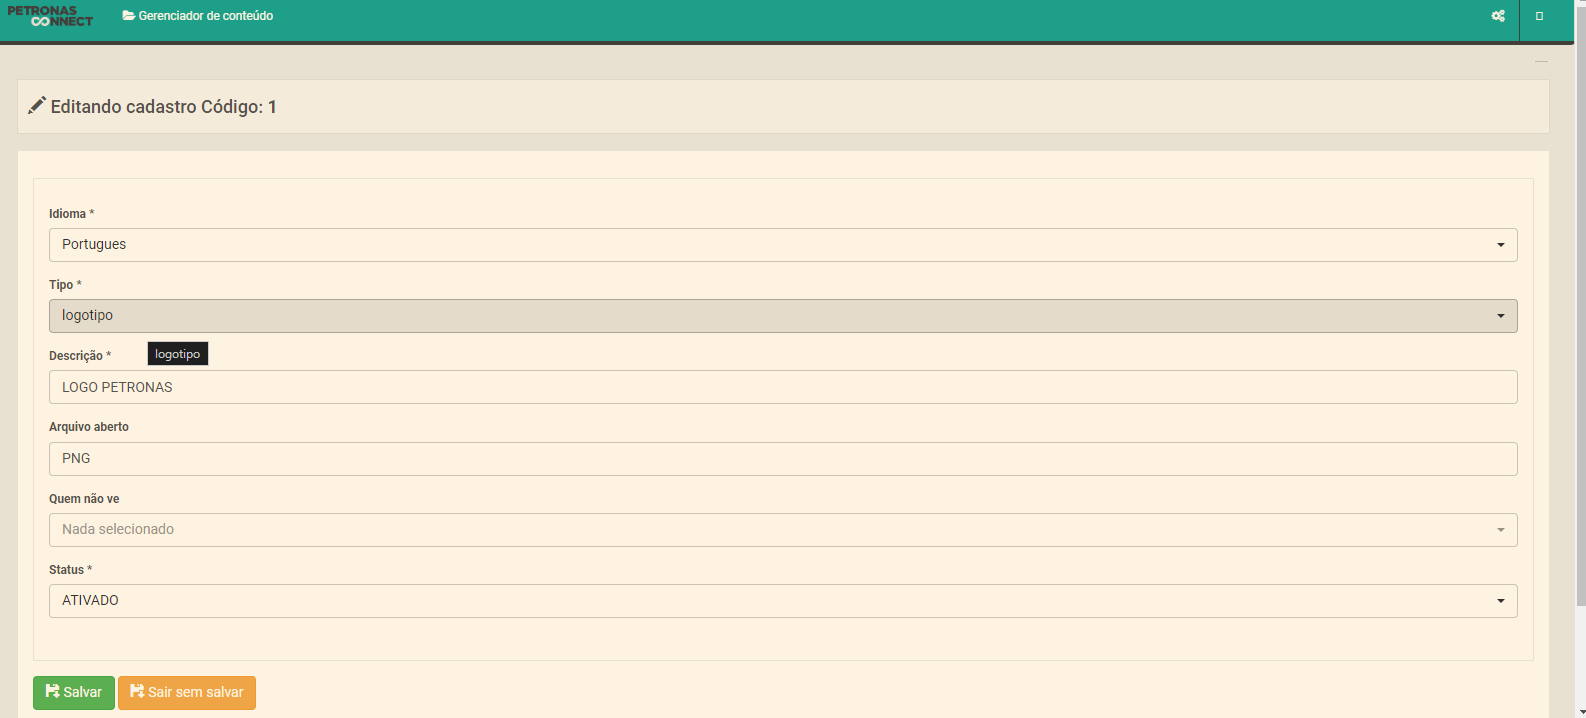 PETRONAS
CONNECT
Gerenciador de conteúdo
Editando cadastro Código: 1
Idioma *
Portugues
Tipo *
logotipo
Descrição *
logotipo
LOGO PETRONAS
Arquivo aberto
PNG
Quem não ve
Nada selecionado
Status *
ATIVADO
Salvar
Sair sem salvar